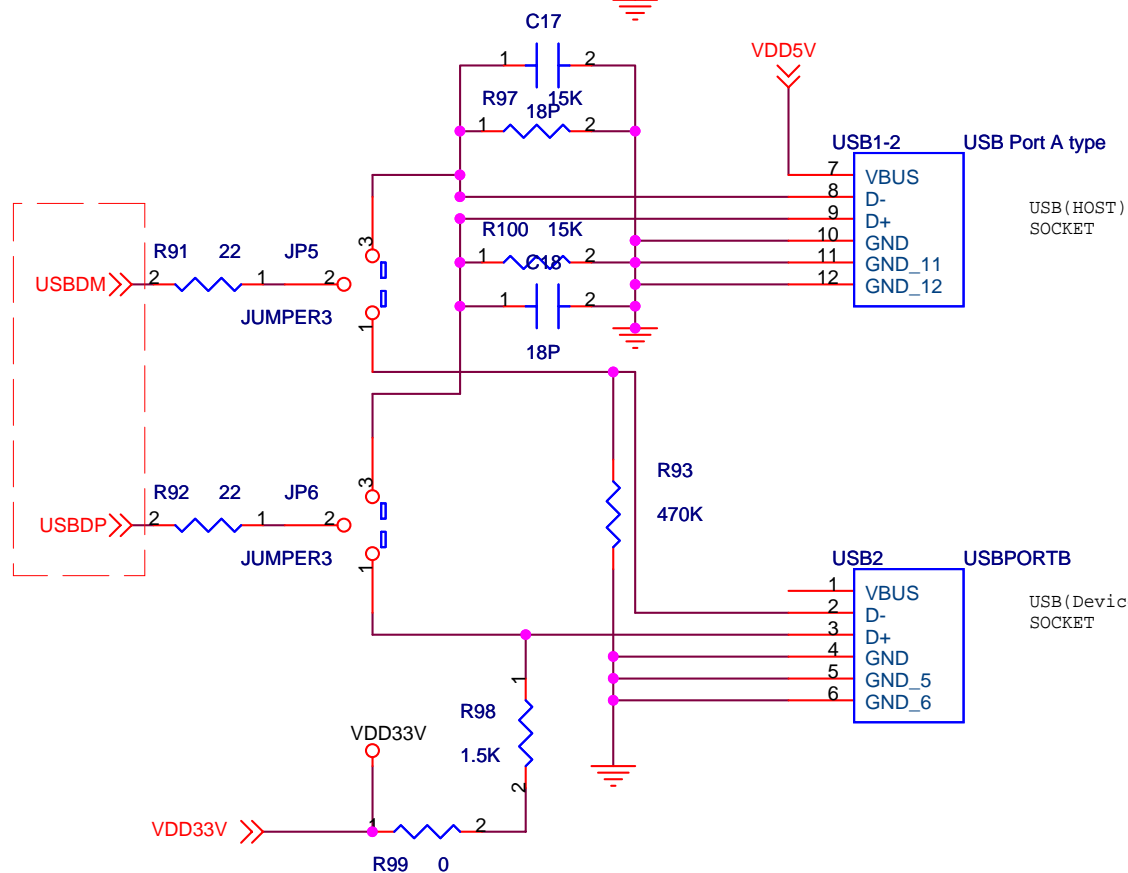 C17
1 2
VDD5V
R97 15K
18P
1 2
USB1-2 USB Port A type
7 VBUS
8 D-
9 D+
10 GND
11 GND_11
12 GND_12
USB(HOST)
SOCKET
R100 15K
1 2
C18
1 2
18P
R91 22 JP5
3
USBDM 2 1 2
JUMPER3
1
R93
470K
R92 22 JP6
3
USBDP 2 1 2
JUMPER3
1
USB2 USBPORTB
1 VBUS
2 D-
3 D+
4 GND
5 GND_5
6 GND_6
USB(Devic
SOCKET
1
R98
1.5K
2
VDD33V
VDD33V 1 2
R99 0